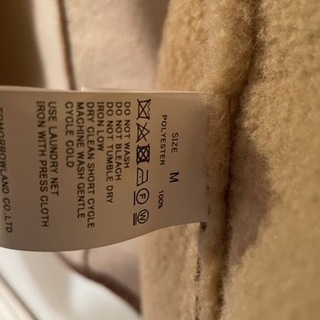 SIZE M
POLYESTER 100%
DO NOT WASH
DO NOT BLEACH
DO NOT TUMBLE DRY
IRON LOW
DRY CLEAN SHORT CYCLE
MACHINE WASH GENTLE
CYCLE COLD
USE LAUNDRY NET
IRON WITH PRESS CLOTH
TOMORROWLAND CO., LTD.